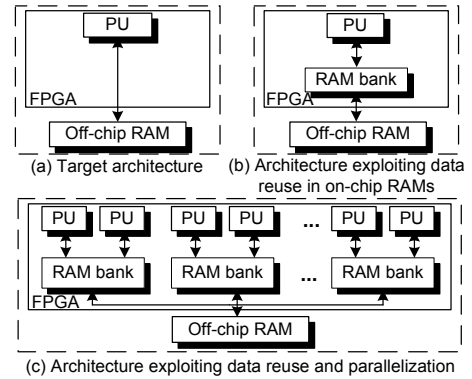 PU
FPGA
Off-chip RAM
(a) Target architecture
PU
RAM bank
FPGA
Off-chip RAM
(b) Architecture exploiting data
reuse in on-chip RAMs
PU PU PU PU ... PU PU
RAM bank RAM bank ... RAM bank
FPGA
Off-chip RAM
(c) Architecture exploiting data reuse and parallelization